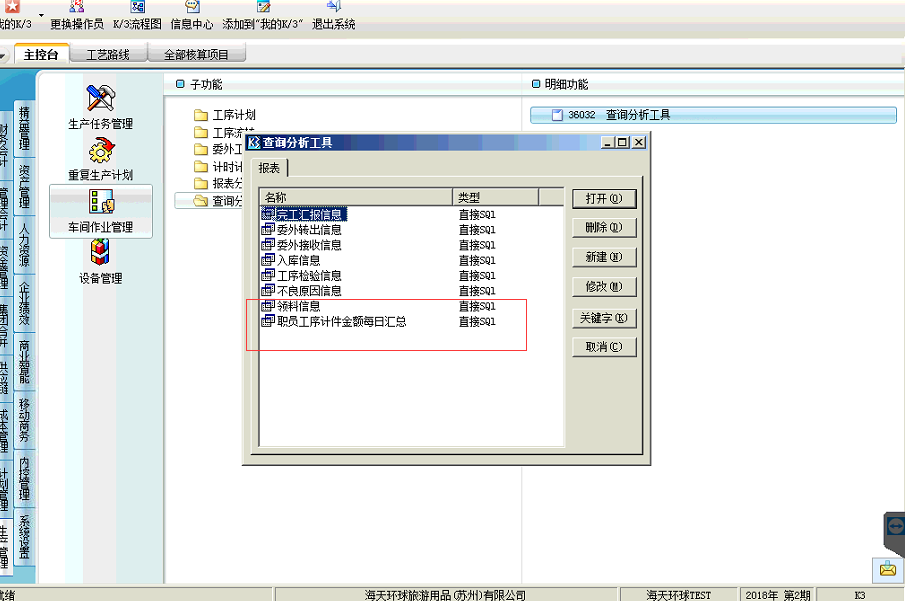 我的K/3 更换操作员 K/3流程图 信息中心 添加到“我的K/3” 退出系统
主控台 工艺路线 全部核算项目
财务会计
管理会计
资金管理
集团合并
供应链
成本管理
计划管理
生产管理
精益管理
资产管理
人力资源
企业绩效
商业智能
移动商务
内控管理
系统设置
生产任务管理
重复生产计划
车间作业管理
设备管理
子功能
工序计划
工序流
委外工
计时计
报表分
查询分
明细功能
36032 查询分析工具
查询分析工具
报表
名称 类型
完工汇报信息 直接SQl
委外转出信息 直接SQl
委外接收信息 直接SQl
入库信息 直接SQl
工序检验信息 直接SQl
不良原因信息 直接SQl
领料信息 直接SQl
职员工序计件金额每日汇总 直接SQl
打开(O)
删除(D)
新建(N)
修改(M)
关键字(K)
取消(C)
就绪 海天环球旅游用品(苏州)有限公司 海天环球TEST 2018年 第2期 K3